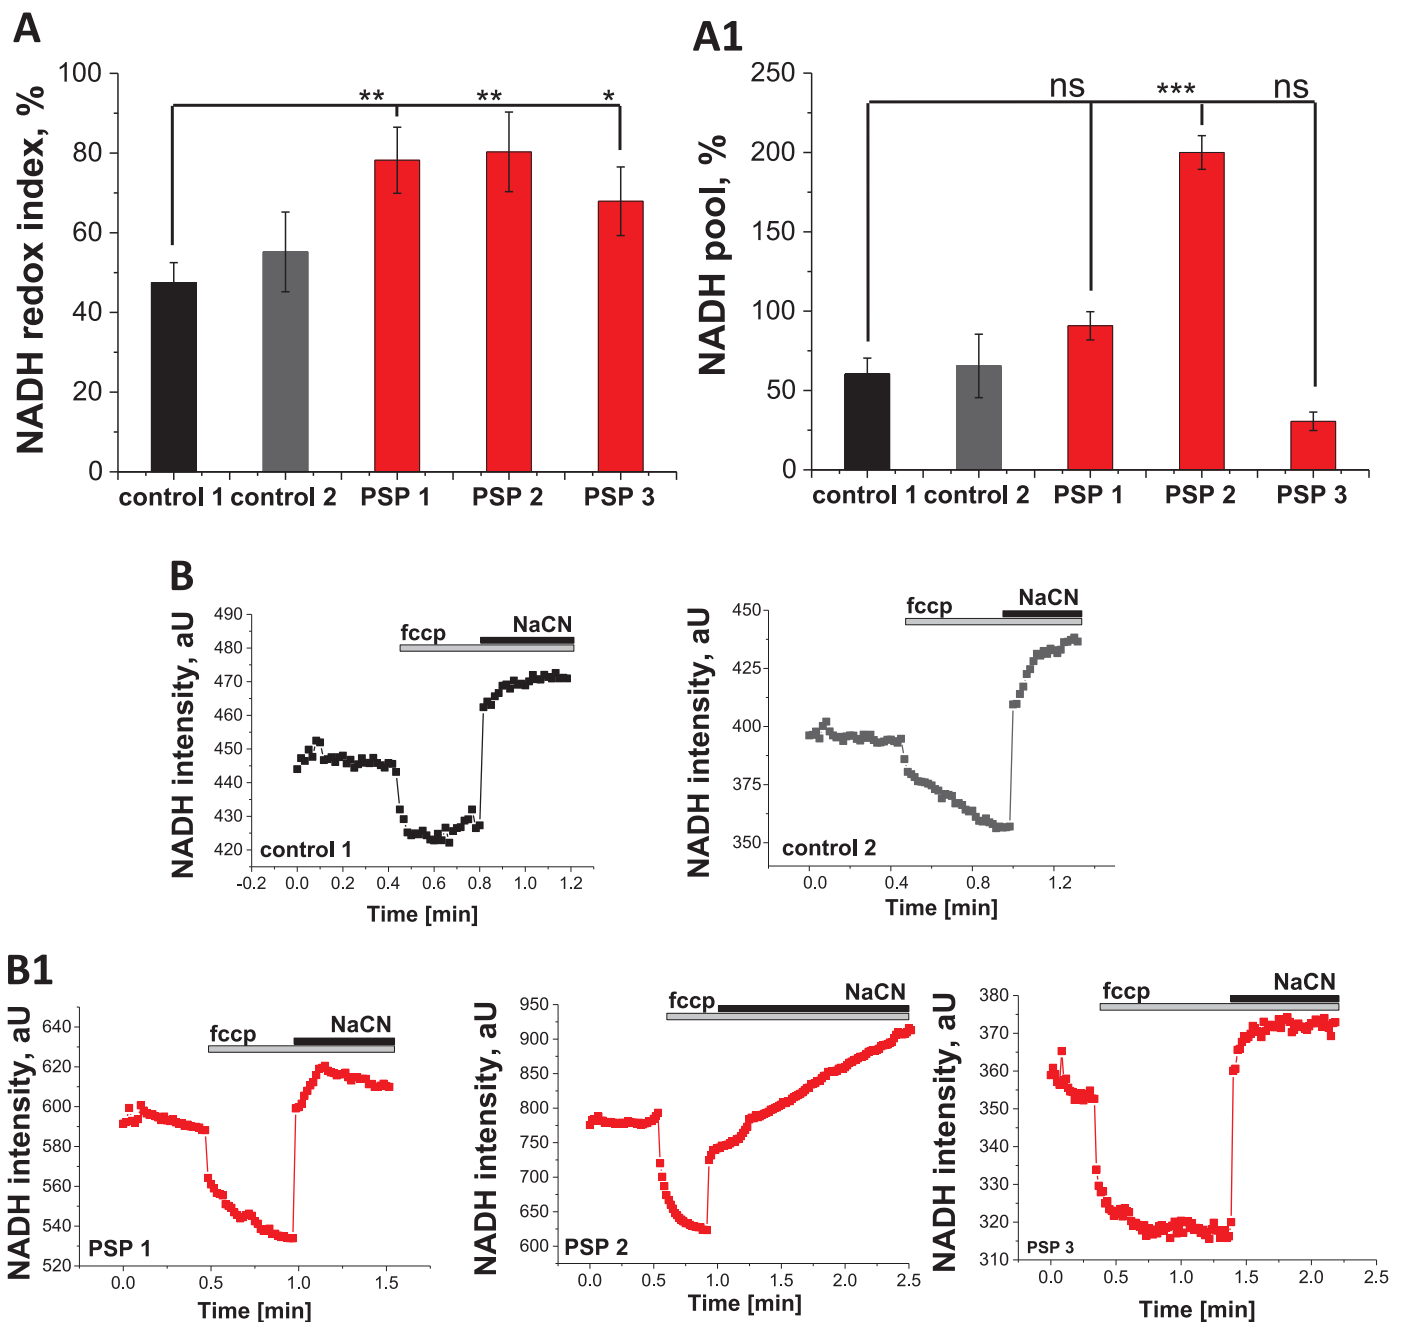 A
NADH redox index, %
100
80
60
40
20
0
** ** *
control 1 control 2 PSP 1 PSP 2 PSP 3
A1
NADH pool, %
250
200
150
100
50
0
ns *** ns
control 1 control 2 PSP 1 PSP 2 PSP 3
B
NADH intensity, aU
490
480
470
460
450
440
430
420
fccp NaCN
control 1
-0.2 0.0 0.2 0.4 0.6 0.8 1.0 1.2
Time [min]
NADH intensity, aU
450
425
400
375
350
fccp NaCN
control 2
0.0 0.4 0.8 1.2
Time [min]
B1
NADH intensity, aU
640
620
600
580
560
540
520
fccp
NaCN
PSP 1
0.0 0.5 1.0 1.5
Time [min]
NADH intensity, aU
950
900
850
800
750
700
650
600
fccp NaCN
PSP 2
0.0 0.5 1.0 1.5 2.0 2.5
Time [min]
NADH intensity, aU
380
370
360
350
340
330
320
310
fccp NaCN
PSP 3
0.0 0.5 1.0 1.5 2.0 2.5
Time [min]